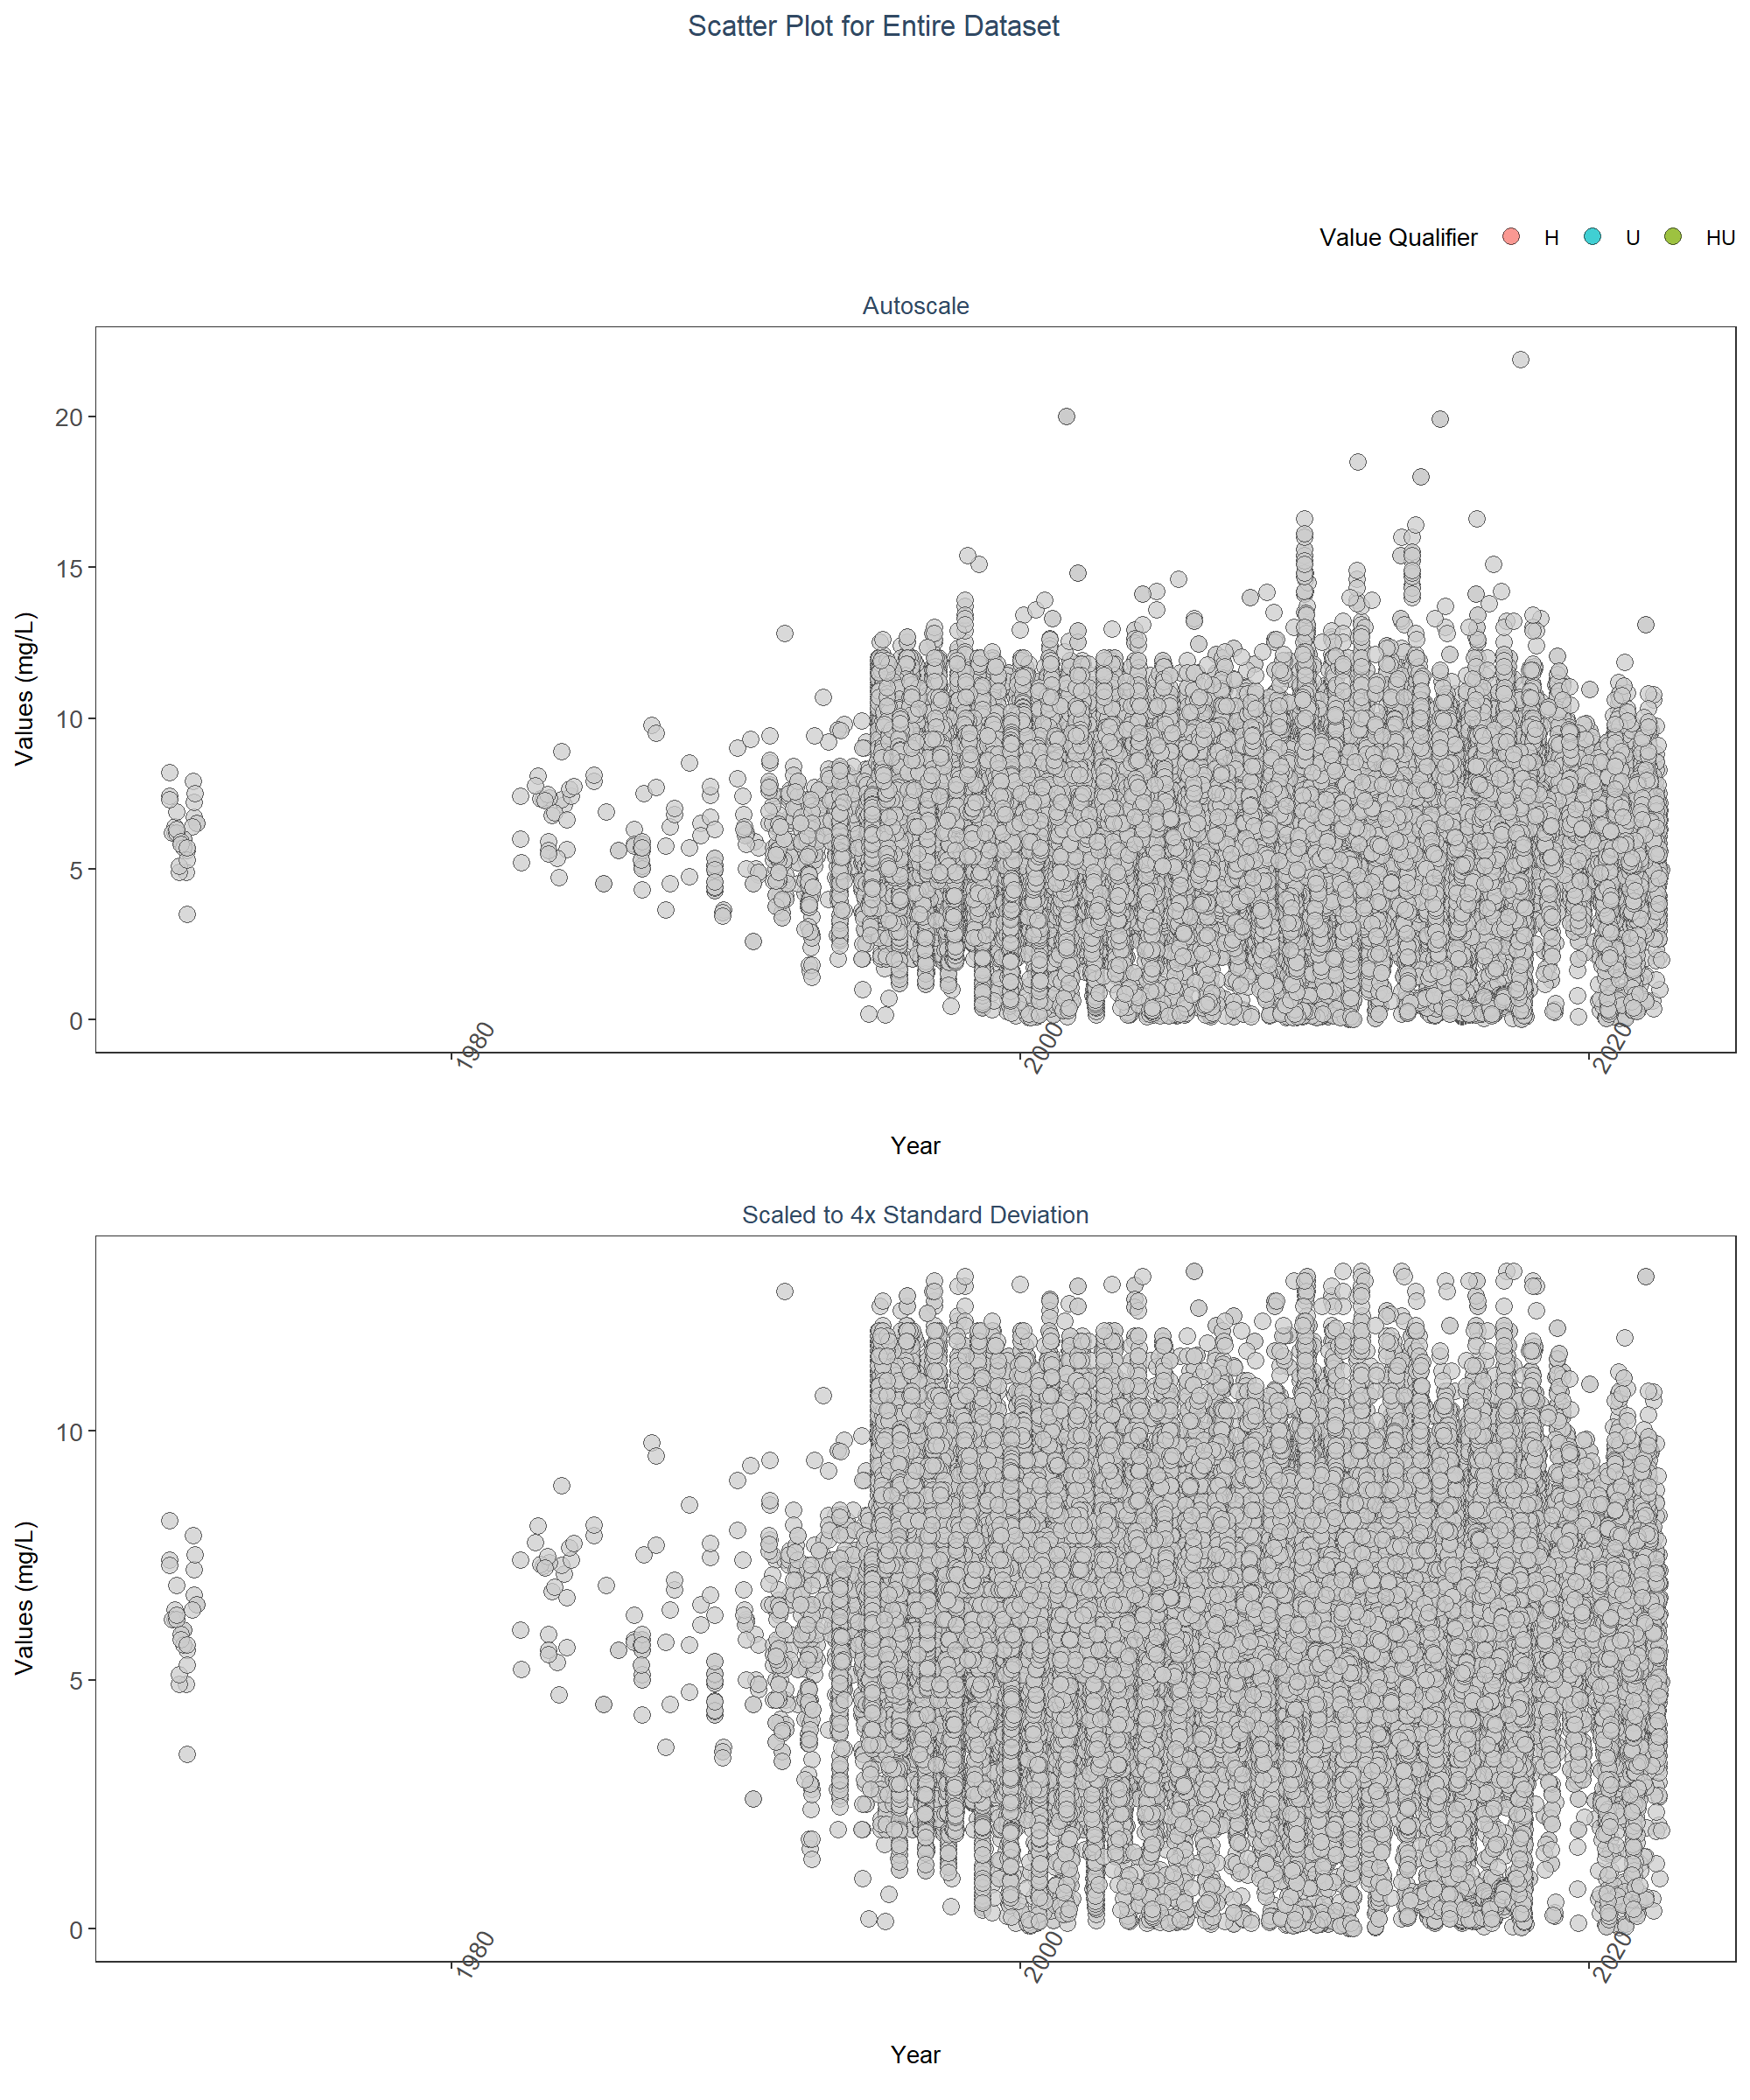 Scatter Plot for Entire Dataset
Value Qualifier H U HU
Autoscale
Values (mg/L)
20
15
10
5
0
1980 2000 2020
Year
Scaled to 4x Standard Deviation
Values (mg/L)
10
5
0
1980 2000 2020
Year